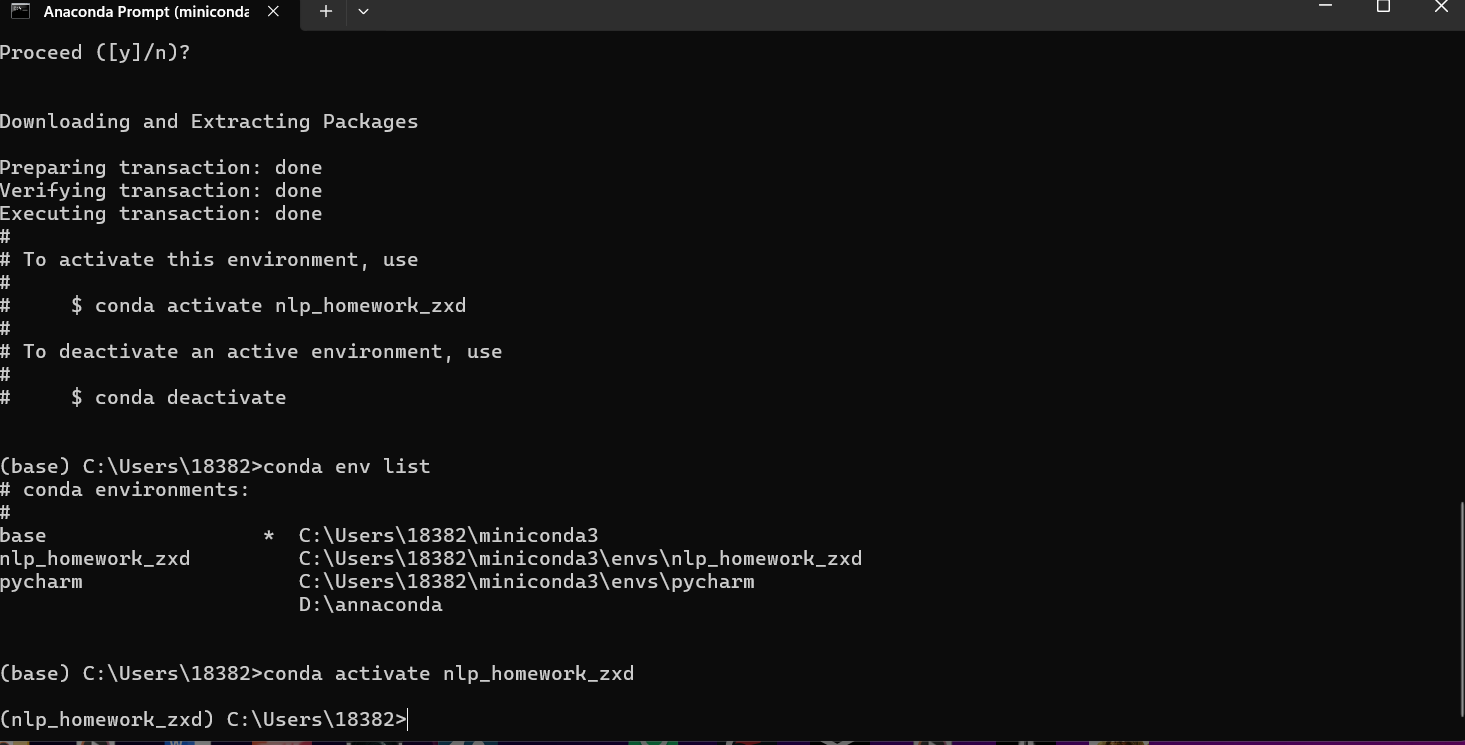 Anaconda Prompt (miniconda
Proceed ([y]/n)?
Downloading and Extracting Packages
Preparing transaction: done
Verifying transaction: done
Executing transaction: done
#
# To activate this environment, use
#
#     $ conda activate nlp_homework_zxd
#
# To deactivate an active environment, use
#
#     $ conda deactivate
(base) C:\Users\18382>conda env list
# conda environments:
#
base                  *  C:\Users\18382\miniconda3
nlp_homework_zxd         C:\Users\18382\miniconda3\envs\nlp_homework_zxd
pycharm                  C:\Users\18382\miniconda3\envs\pycharm
                         D:\annaconda
(base) C:\Users\18382>conda activate nlp_homework_zxd
(nlp_homework_zxd) C:\Users\18382>